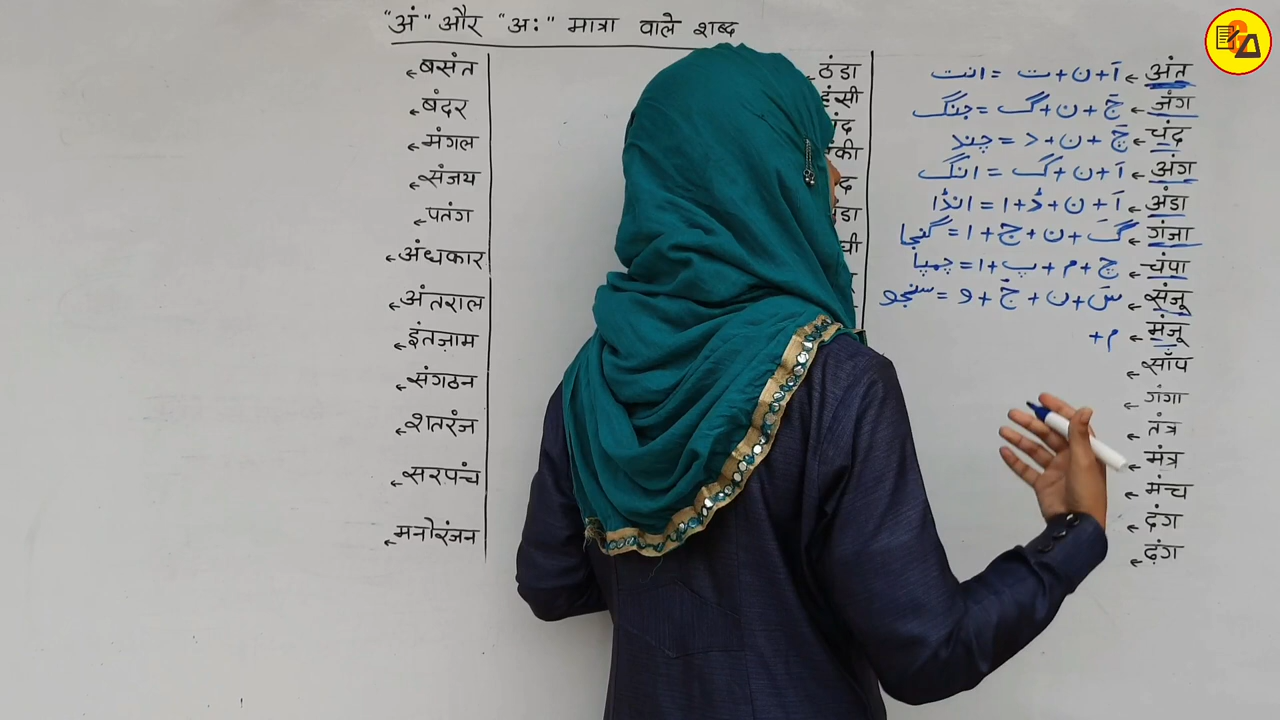 "अं" और "अः" मात्रा वाले शब्द
अंत ← اَ + ن + ت = انت
जंग ← جَ + ن + گ = جنگ
चंद ← چَ + ن + د = چند
अंग ← اَ + ن + گ = انگ
अंडा ← اَ + ن + ڈ + ا = انڈا
गंजा ← گَ + ن + ج + ا = گنجا
चंपा ← چ + م + پ + ا = چمپا
संजू ← سَ + ن + جُ + و = سنجو
मंजू ← م +
साँप ←
गंगा ←
तंत्र ←
मंत्र ←
मन्च ←
दंग ←
ढ़ंग ←
ठंडा
बसंत ←
बंदर ←
मंगल ←
संजय ←
पतंग ←
अंधकार ←
अंतराल ←
इंतज़ाम ←
संगठन ←
शतरंज ←
सरपंच ←
मनोरंजन ←